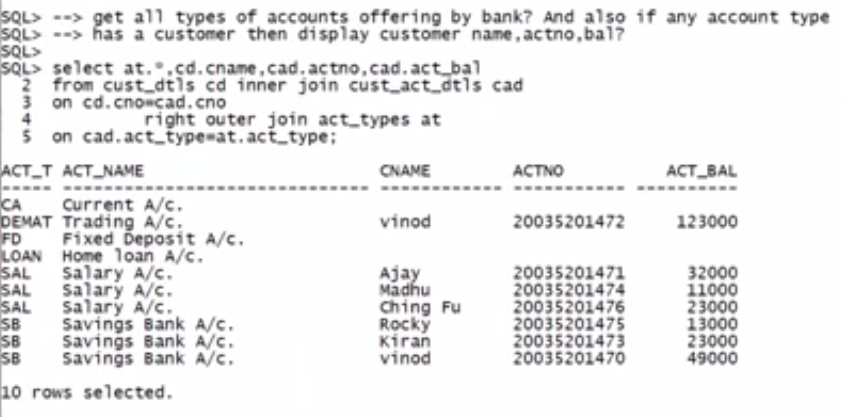 SQL> --> get all types of accounts offering by bank? And also if any account type
SQL> --> has a customer then display customer name,actno,bal?
SQL>
SQL> select at.*,cd.cname,cad.actno,cad.act_bal
2 from cust_dtls cd inner join cust_act_dtls cad
3 on cd.cno=cad.cno
4 right outer join act_types at
5 on cad.act_type=at.act_type;
ACT_T ACT_NAME CNAME ACTNO ACT_BAL
----- ------------------------------ ------------ ----------- ----------
CA Current A/c.
DEMAT Trading A/c. vinod 20035201472 123000
FD Fixed Deposit A/c.
LOAN Home loan A/c.
SAL Salary A/c. Ajay 20035201471 32000
SAL Salary A/c. Madhu 20035201474 11000
SAL Salary A/c. Ching Fu 20035201476 23000
SB Savings Bank A/c. Rocky 20035201475 13000
SB Savings Bank A/c. Kiran 20035201473 23000
SB Savings Bank A/c. vinod 20035201470 49000
10 rows selected.